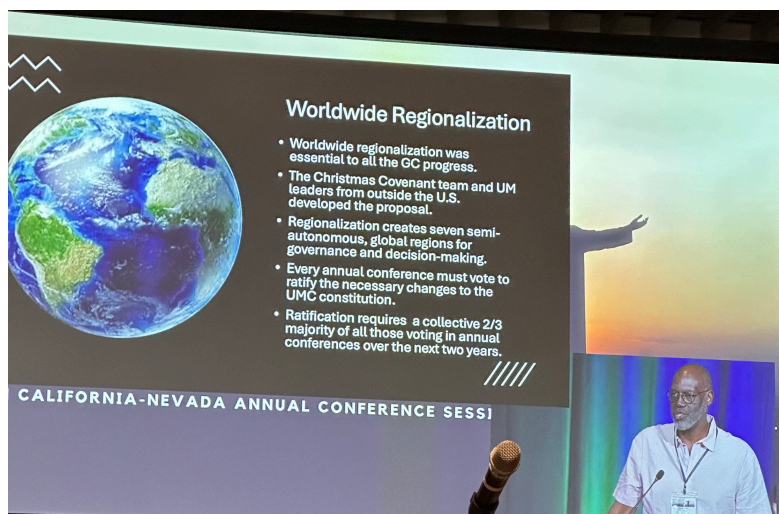 Worldwide Regionalization
• Worldwide regionalization was
essential to all the GC progress.
• The Christmas Covenant team and UM
leaders from outside the U.S.
developed the proposal.
• Regionalization creates seven semi-
autonomous, global regions for
governance and decision-making.
• Every annual conference must vote to
ratify the necessary changes to the
UMC constitution.
• Ratification requires a collective 2/3
majority of all those voting in annual
conferences over the next two years.
CALIFORNIA-NEVADA ANNUAL CONFERENCE SESSI